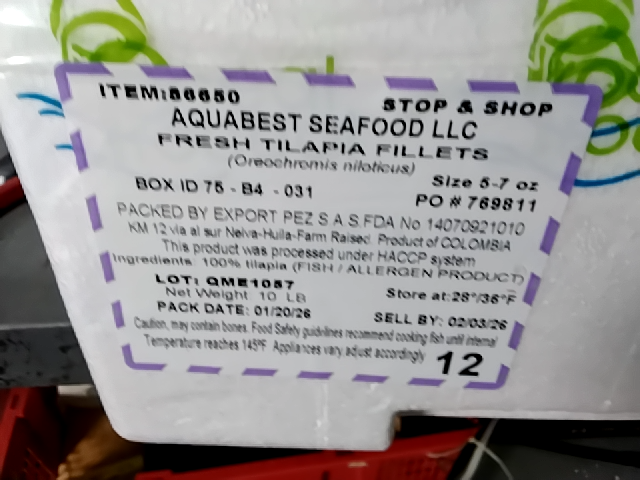 ITEM:56650
STOP & SHOP
AQUABEST SEAFOOD LLC
FRESH TILAPIA FILLETS
(Oreochromis niloticus)
Size 5-7 oz
BOX ID 75 - B4 - 031
PO # 769811
PACKED BY EXPORT PEZ S.A.S.FDA No 14070921010
KM 12 via al sur Neiva-Huila-Farm Raised. Product of COLOMBIA
This product was processed under HACCP system
Ingredients: 100% tilapia (FISH / ALLERGEN PRODUCT)
LOT: QME1057
Store at:28°/36°F
Net Weight 10 LB
PACK DATE: 01/20/26
SELL BY: 02/03/26
Caution, may contain bones. Food Safety guidlines recommend cooking fish until internal
Temperature reaches 145°F Appliances vary adjust accordingly
12